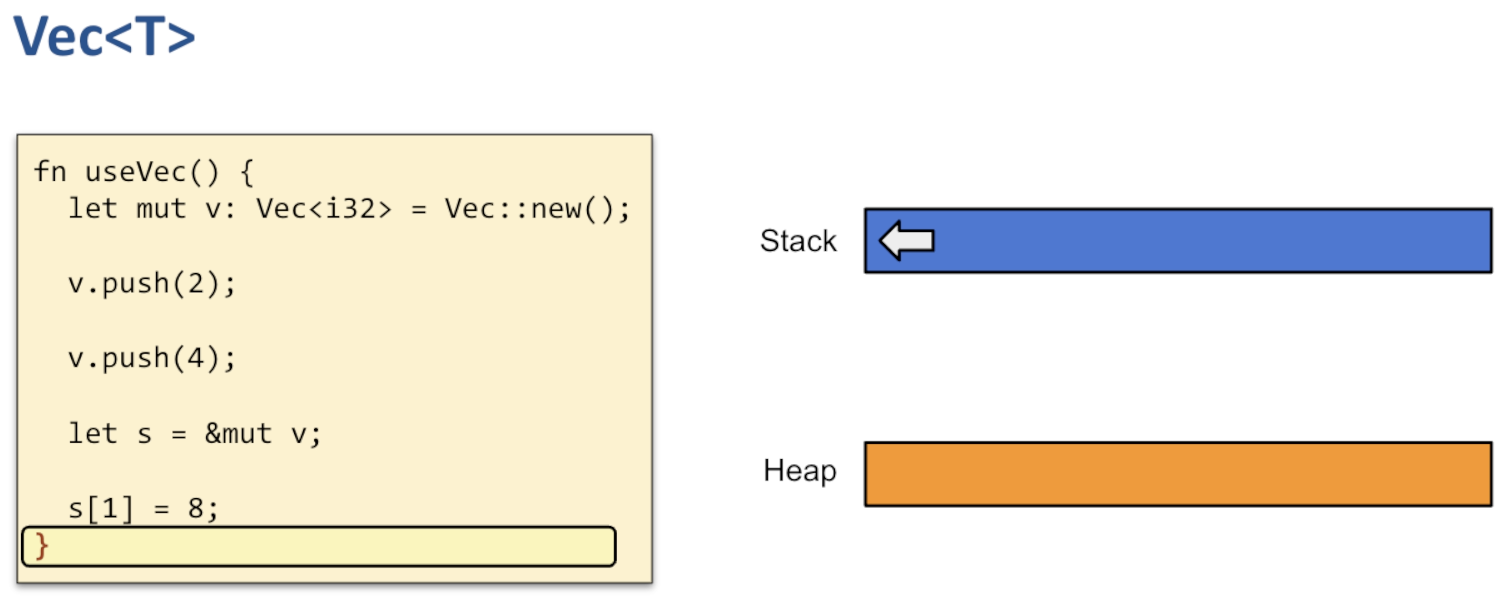 Vec<T>
fn useVec() {
let mut v: Vec<i32> = Vec::new();
v.push(2);
v.push(4);
let s = &mut v;
s[1] = 8;
}
Stack
Heap